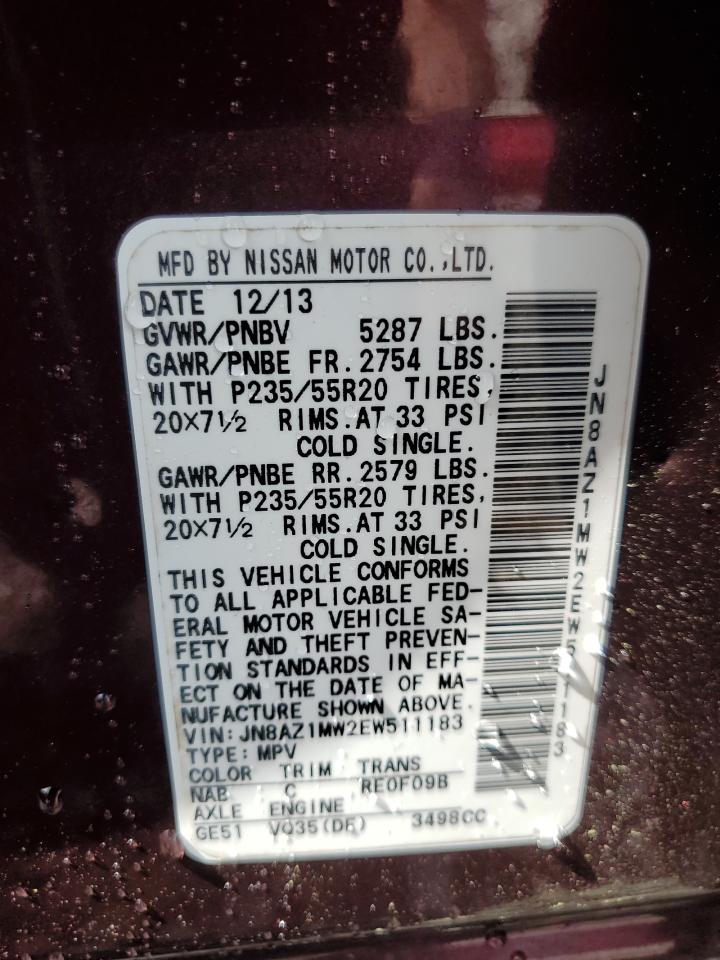 MFD BY NISSAN MOTOR CO.,LTD.
DATE 12/13
GVWR/PNBV 5287 LBS.
GAWR/PNBE FR.2754 LBS.
WITH P235/55R20 TIRES,
20X7½ RIMS.AT 33 PSI
COLD SINGLE.
GAWR/PNBE RR.2579 LBS.
WITH P235/55R20 TIRES,
20X7½ RIMS.AT 33 PSI
COLD SINGLE.
THIS VEHICLE CONFORMS
TO ALL APPLICABLE FED-
ERAL MOTOR VEHICLE SA-
FETY AND THEFT PREVEN-
TION STANDARDS IN EFF-
ECT ON THE DATE OF MA-
NUFACTURE SHOWN ABOVE.
VIN:JN8AZ1MW2EW511183
TYPE:MPV
COLOR TRIM TRANS
NAB C RE0F09B
AXLE ENGINE
GE51 VQ35(DE) 3498CC
JN8AZ1MW2EW511183